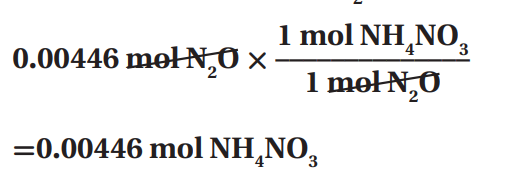 0.00446 mol N₂O × 1 mol NH₄NO₃ / 1 mol N₂O
=0.00446 mol NH₄NO₃